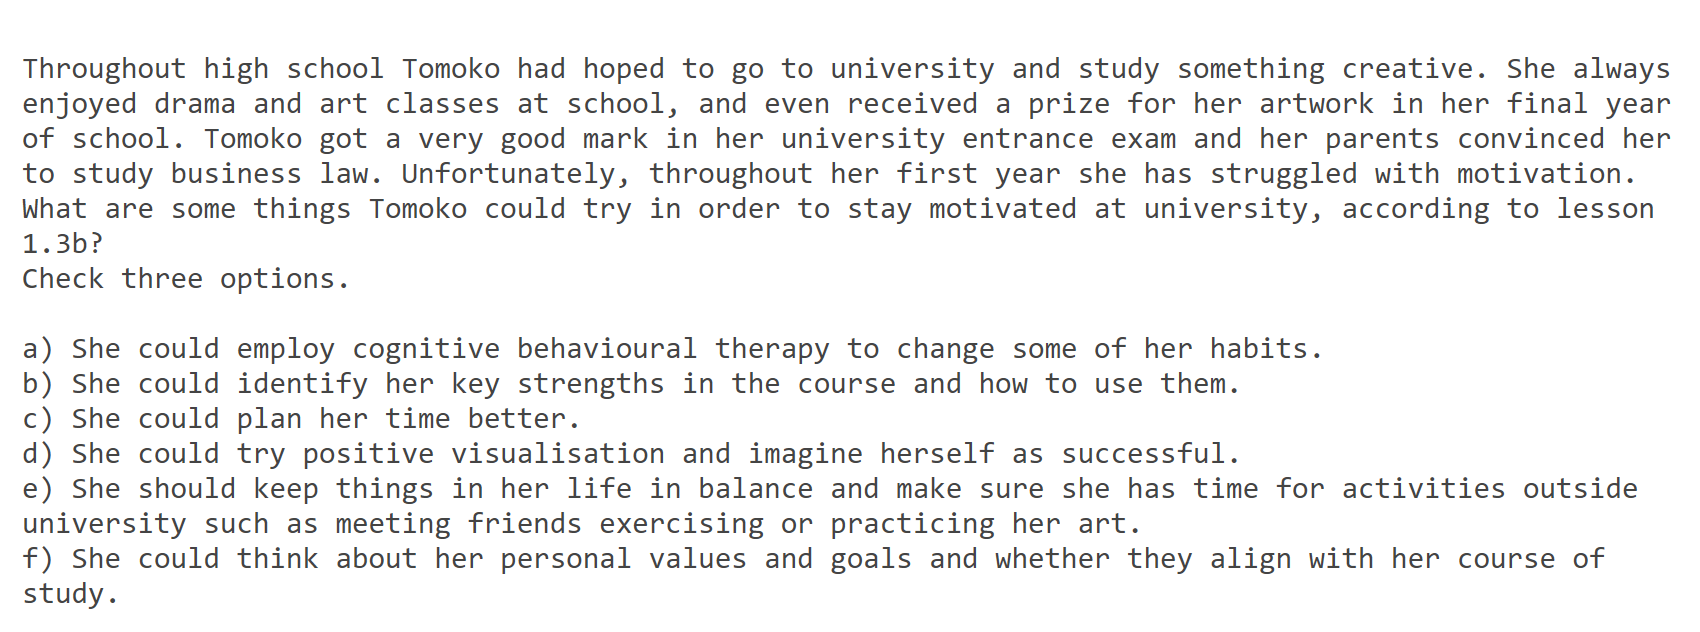 Throughout high school Tomoko had hoped to go to university and study something creative. She always
enjoyed drama and art classes at school, and even received a prize for her artwork in her final year
of school. Tomoko got a very good mark in her university entrance exam and her parents convinced her
to study business law. Unfortunately, throughout her first year she has struggled with motivation.
What are some things Tomoko could try in order to stay motivated at university, according to lesson
1.3b?
Check three options.
a) She could employ cognitive behavioural therapy to change some of her habits.
b) She could identify her key strengths in the course and how to use them.
c) She could plan her time better.
d) She could try positive visualisation and imagine herself as successful.
e) She should keep things in her life in balance and make sure she has time for activities outside
university such as meeting friends exercising or practicing her art.
f) She could think about her personal values and goals and whether they align with her course of
study.